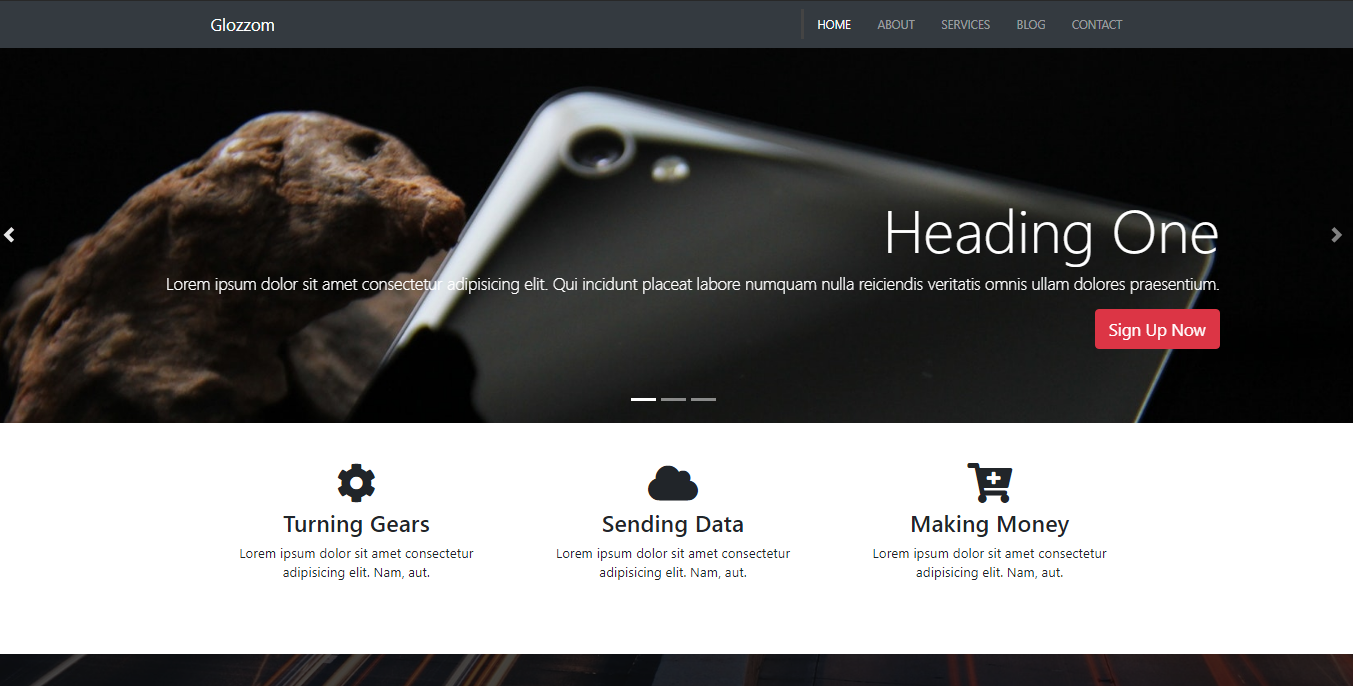 Glozzom
HOME ABOUT SERVICES BLOG CONTACT
Heading One
Lorem ipsum dolor sit amet consectetur adipisicing elit. Qui incidunt placeat labore numquam nulla reiciendis veritatis omnis ullam dolores praesentium.
Sign Up Now
Turning Gears
Lorem ipsum dolor sit amet consectetur
adipisicing elit. Nam, aut.
Sending Data
Lorem ipsum dolor sit amet consectetur
adipisicing elit. Nam, aut.
Making Money
Lorem ipsum dolor sit amet consectetur
adipisicing elit. Nam, aut.